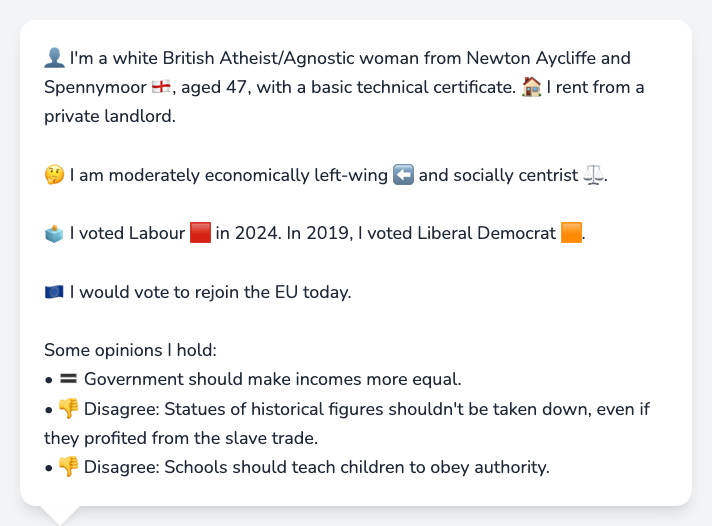 👤 I'm a white British Atheist/Agnostic woman from Newton Aycliffe and
Spennymoor 🏴󠁧󠁢󠁥󠁮󠁧󠁿, aged 47, with a basic technical certificate. 🏠 I rent from a
private landlord.
🤔 I am moderately economically left-wing ⬅️ and socially centrist ⚖️.
🗳️ I voted Labour 🟥 in 2024. In 2019, I voted Liberal Democrat 🟧.
🇪🇺 I would vote to rejoin the EU today.
Some opinions I hold:
• 🟰 Government should make incomes more equal.
• 👎 Disagree: Statues of historical figures shouldn't be taken down, even if
they profited from the slave trade.
• 👎 Disagree: Schools should teach children to obey authority.